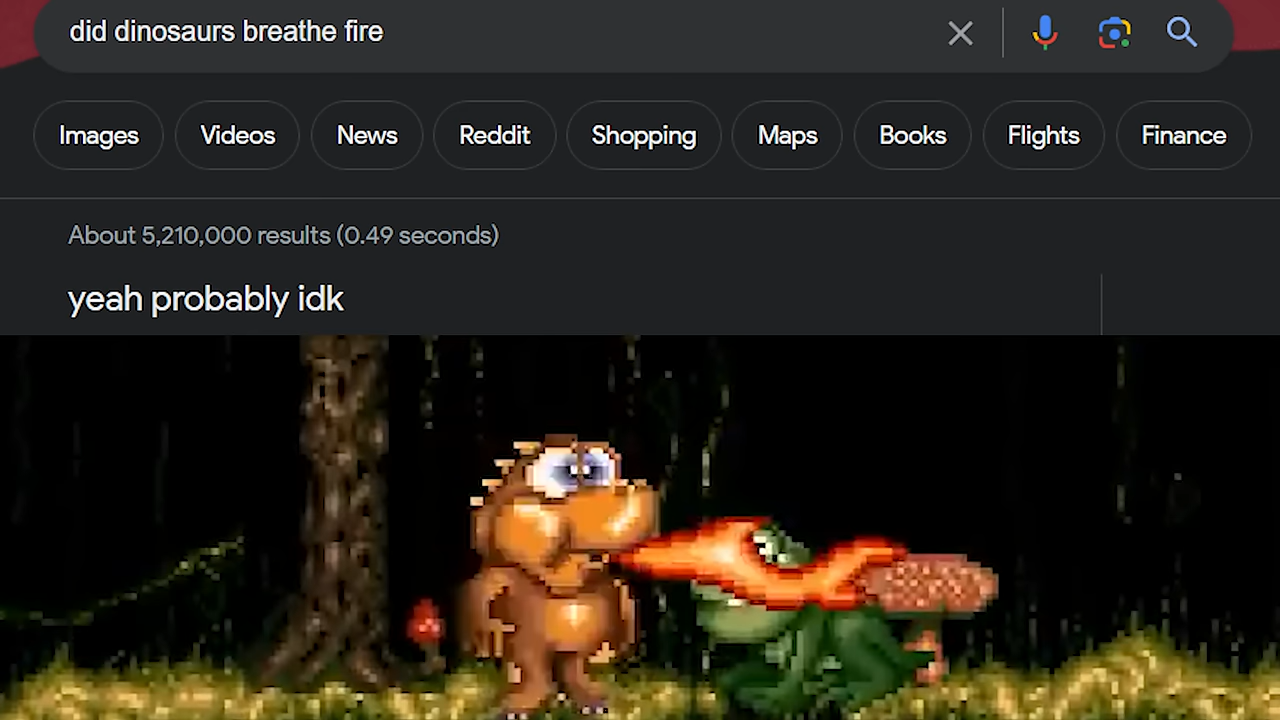 did dinosaurs breathe fire
Images Videos News Reddit Shopping Maps Books Flights Finance
About 5,210,000 results (0.49 seconds)
yeah probably idk